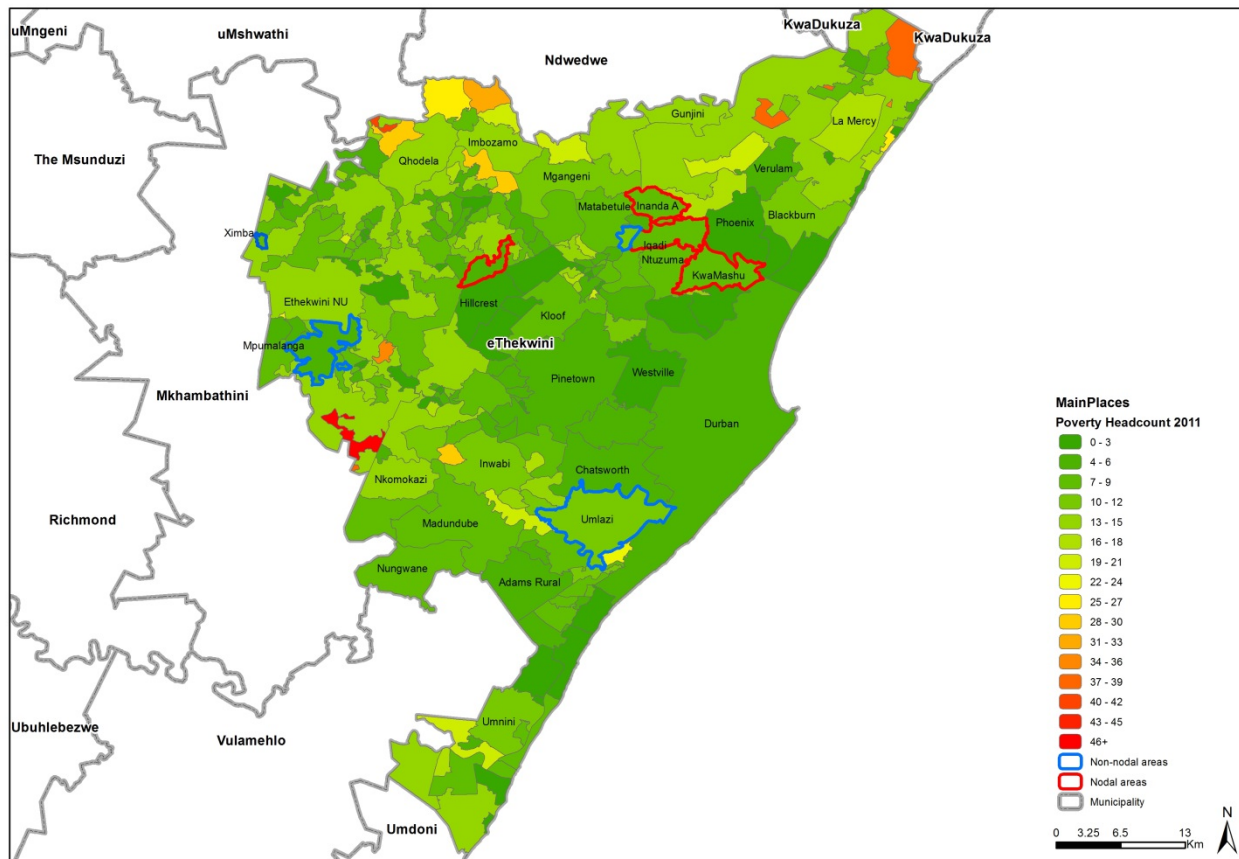 uMngeni
uMshwathi
KwaDukuza
KwaDukuza
Ndwedwe
Gunjini
La Mercy
The Msunduzi
Qhodela
Imbozamo
Mgangeni
Verulam
Matabetule
Inanda A
Phoenix
Blackburn
Ximba
Iqadi
Ntuzuma
KwaMashu
Ethekwini NU
Hillcrest
Kloof
eThekwini
Mpumalanga
Pinetown
Westville
Mkhambathini
Durban
Inwabi
Chatsworth
Nkomokazi
Richmond
Madundube
Umlazi
Nungwane
Adams Rural
Ubuhlebezwe
Vulamehlo
Umnini
Umdoni
MainPlaces
Poverty Headcount 2011
0 - 3
4 - 6
7 - 9
10 - 12
13 - 15
16 - 18
19 - 21
22 - 24
25 - 27
28 - 30
31 - 33
34 - 36
37 - 39
40 - 42
43 - 45
46+
Non-nodal areas
Nodal areas
Municipality
N
0 3.25 6.5 13
Km